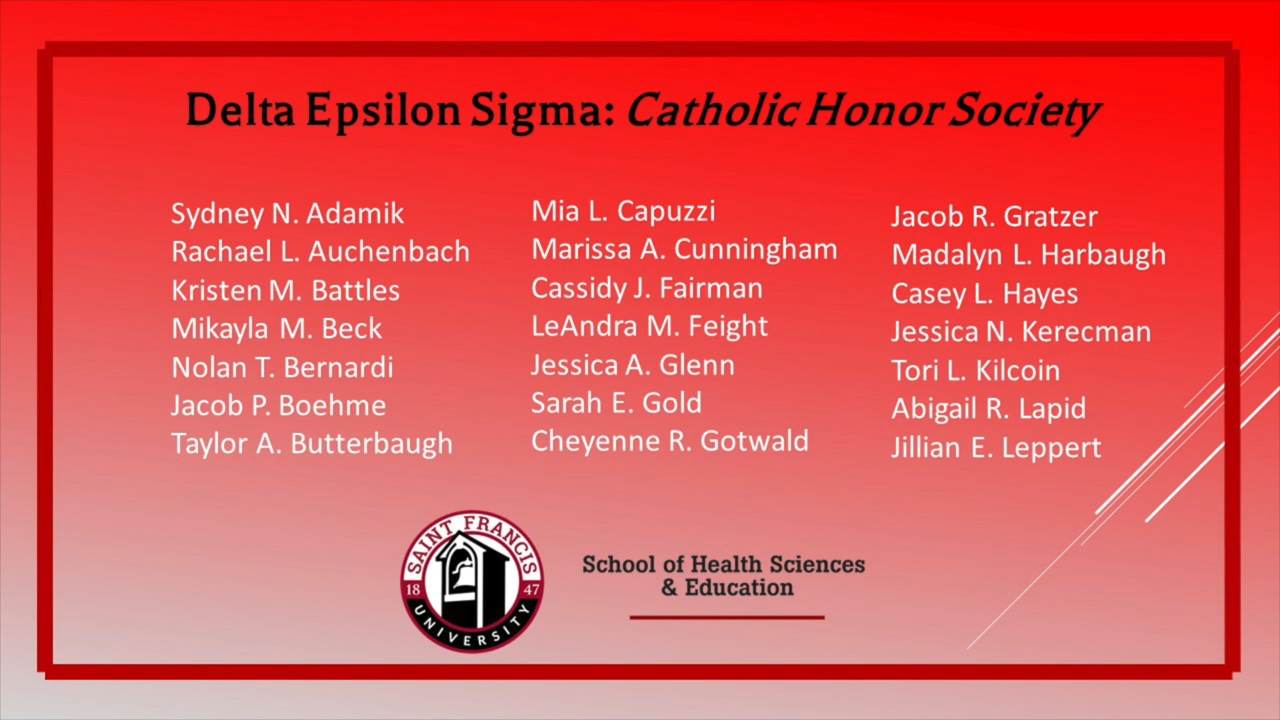 Delta Epsilon Sigma: Catholic Honor Society
Sydney N. Adamik
Rachael L. Auchenbach
Kristen M. Battles
Mikayla M. Beck
Nolan T. Bernardi
Jacob P. Boehme
Taylor A. Butterbaugh
Mia L. Capuzzi
Marissa A. Cunningham
Cassidy J. Fairman
LeAndra M. Feight
Jessica A. Glenn
Sarah E. Gold
Cheyenne R. Gotwald
Jacob R. Gratzer
Madalyn L. Harbaugh
Casey L. Hayes
Jessica N. Kerecman
Tori L. Kilcoin
Abigail R. Lapid
Jillian E. Leppert
SAINT FRANCIS
18 47
UNIVERSITY
School of Health Sciences
& Education